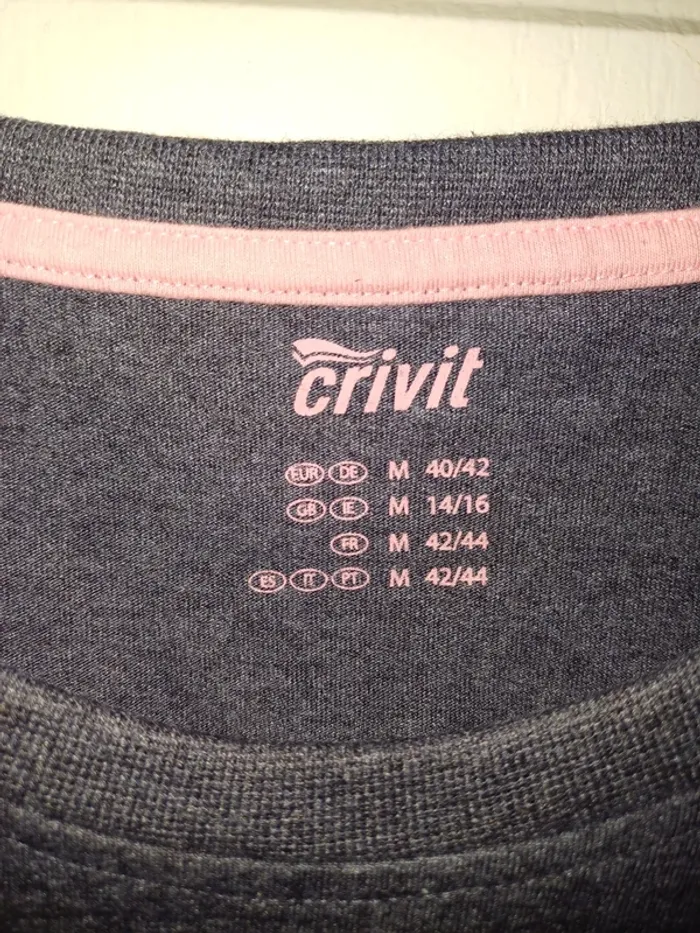 crivit
EUR DE M 40/42
GB IE M 14/16
FR M 42/44
ES IT PT M 42/44